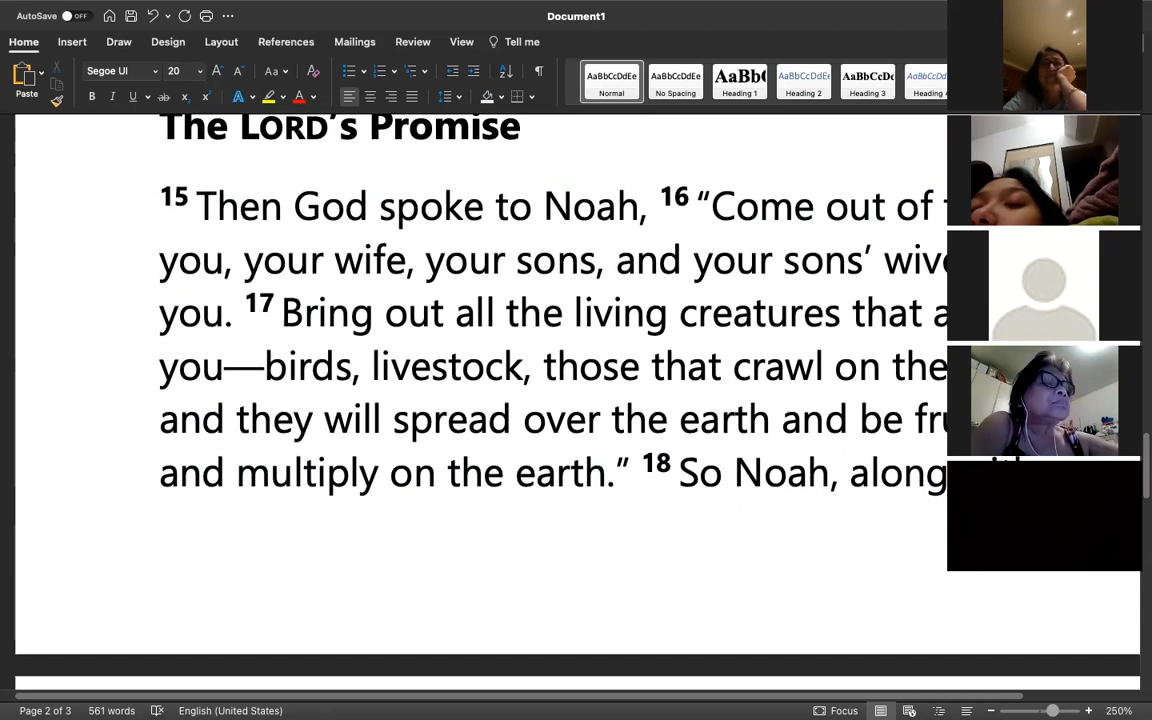 AutoSave OFF
Document1
Home Insert Draw Design Layout References Mailings Review View Tell me
Paste
Segoe UI 20
AaBbCcDdEe AaBbCcDdEe AaBb( AaBbCcDdEe AaBbCcDc
Normal No Spacing Heading 1 Heading 2 Heading 3
The LORD’s Promise
15 Then God spoke to Noah, 16 “Come out of
you, your wife, your sons, and your sons’
you. 17 Bring out all the living creatures that
you—birds, livestock, those that crawl on the
and they will spread over the earth and be
and multiply on the earth.” 18 So Noah, along
Page 2 of 3 561 words English (United States) Focus 250%